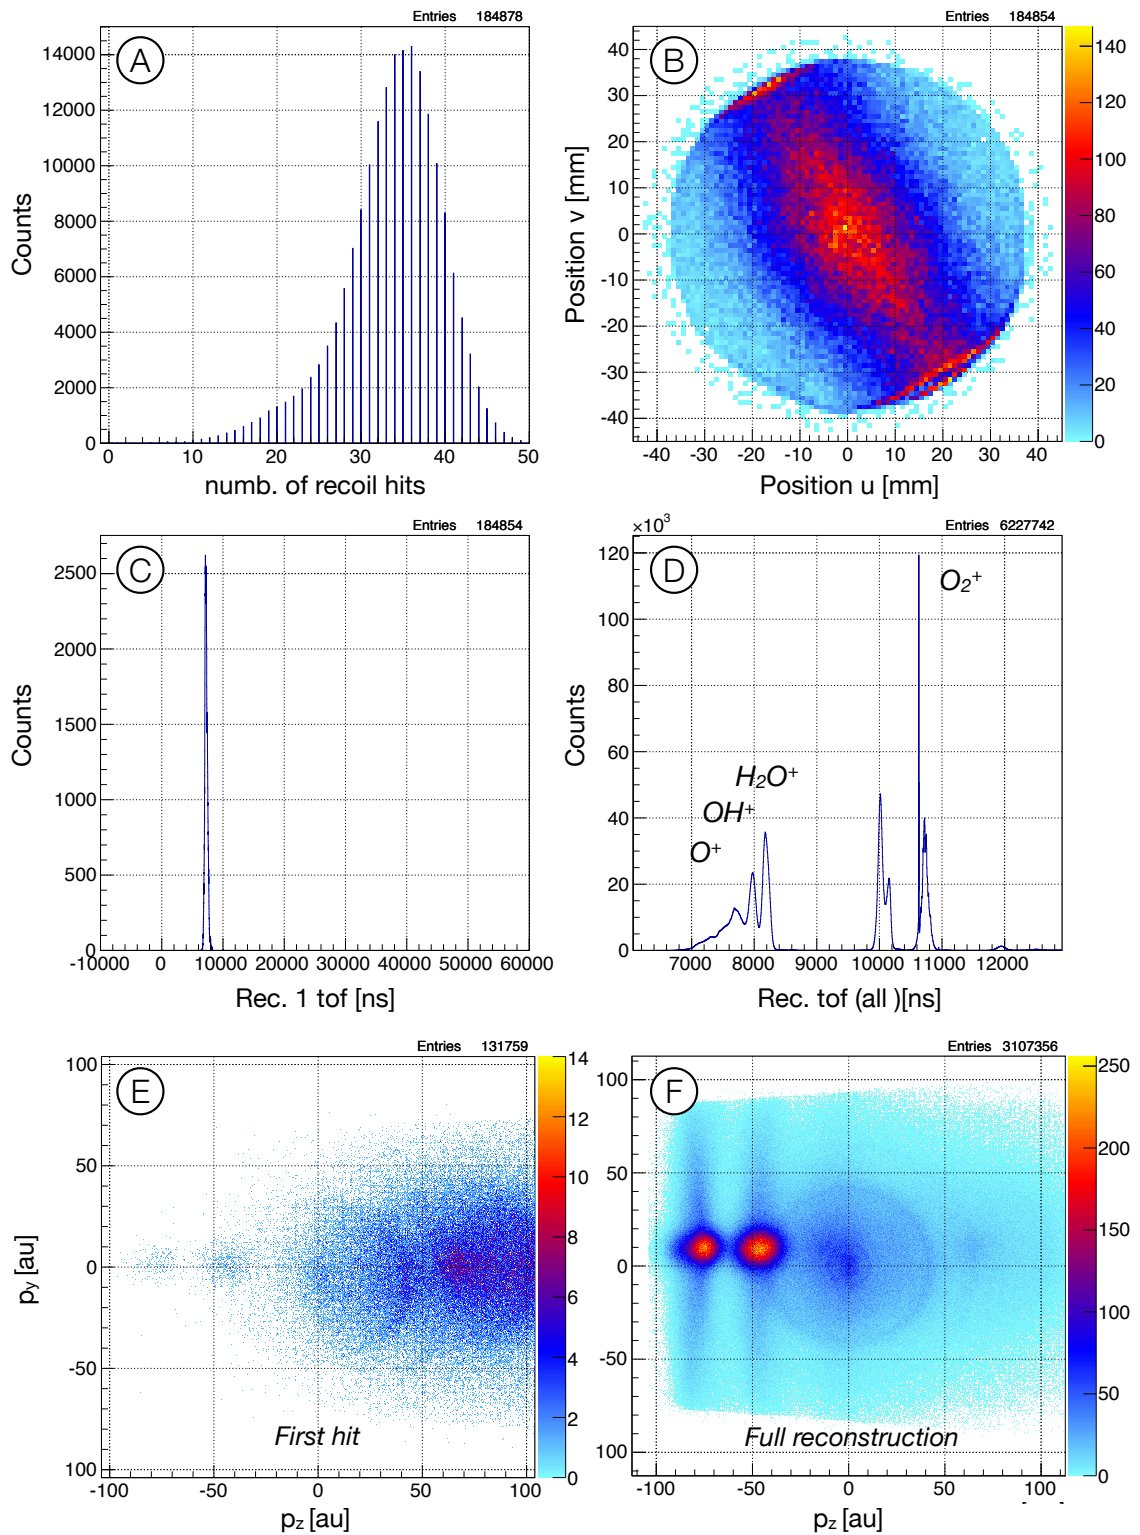 Entries 184878
A
14000
12000
10000
8000
6000
4000
2000
0
Counts
0 10 20 30 40 50
numb. of recoil hits
Entries 184854
B
40
30
20
10
0
-10
-20
-30
-40
Position v [mm]
-40 -30 -20 -10 0 10 20 30 40
Position u [mm]
140
120
100
80
60
40
20
0
Entries 184854
C
2500
2000
1500
1000
500
0
Counts
-10000 0 10000 20000 30000 40000 50000 60000
Rec. 1 tof [ns]
×10³
Entries 6227742
D
120
100
80
60
40
20
0
Counts
O₂⁺
H₂O⁺
OH⁺
O⁺
7000 8000 9000 10000 11000 12000
Rec. tof (all )[ns]
Entries 131759
E
100
50
0
-50
100
py [au]
First hit
-100 -50 0 50 100
pz [au]
14
12
10
8
6
4
2
0
Entries 3107356
F
100
50
0
-50
100
Full reconstruction
-100 -50 0 50 100
pz [au]
250
200
150
100
50
0